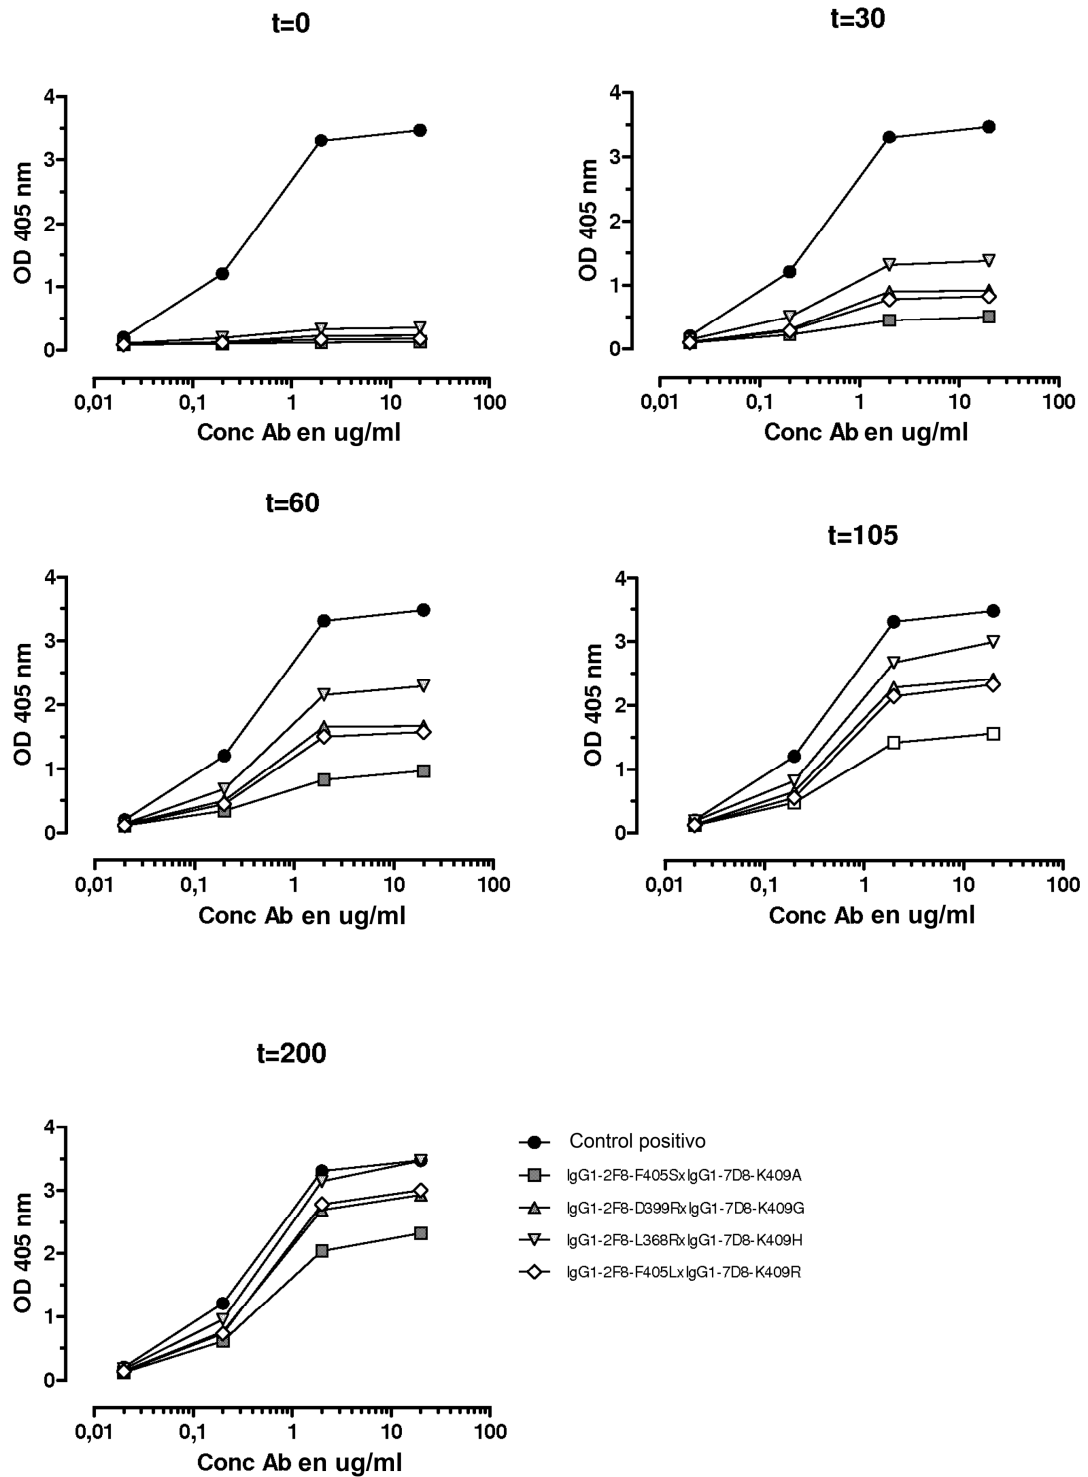 t=0
4
3
2
1
0
OD 405 nm
0,01 0,1 1 10 100
Conc Ab en ug/ml
t=30
4
3
2
1
0
OD 405 nm
0,01 0,1 1 10 100
Conc Ab en ug/ml
t=60
4
3
2
1
0
OD 405 nm
0,01 0,1 1 10 100
Conc Ab en ug/ml
t=105
4
3
2
1
0
OD 405 nm
0,01 0,1 1 10 100
Conc Ab en ug/ml
t=200
4
3
2
1
0
OD 405 nm
0,01 0,1 1 10 100
Conc Ab en ug/ml
Control positivo
IgG1-2F8-F405SxIgG1-7D8-K409A
IgG1-2F8-D399RxIgG1-7D8-K409G
IgG1-2F8-L368RxIgG1-7D8-K409H
IgG1-2F8-F405LxIgG1-7D8-K409R